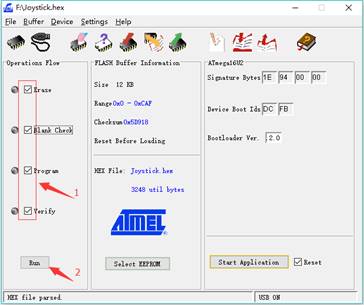 F:\Joystick.hex
File Buffer Device Settings Help
Operations Flow
Erase
Blank Check
Program
1
Verify
Run
2
FLASH Buffer Information
Size 12 KB
Range 0x0 - 0xCAF
Checksum 0x5D918
Reset Before Loading
HEX File: Joystick.hex
3248 util bytes
ATMEL
Select EEPROM
ATmega16U2
Signature Bytes 1E 94 00 00
Device Boot Ids DC FB
Bootloader Ver. 2.0
Start Application Reset
HEX file parsed. USB ON